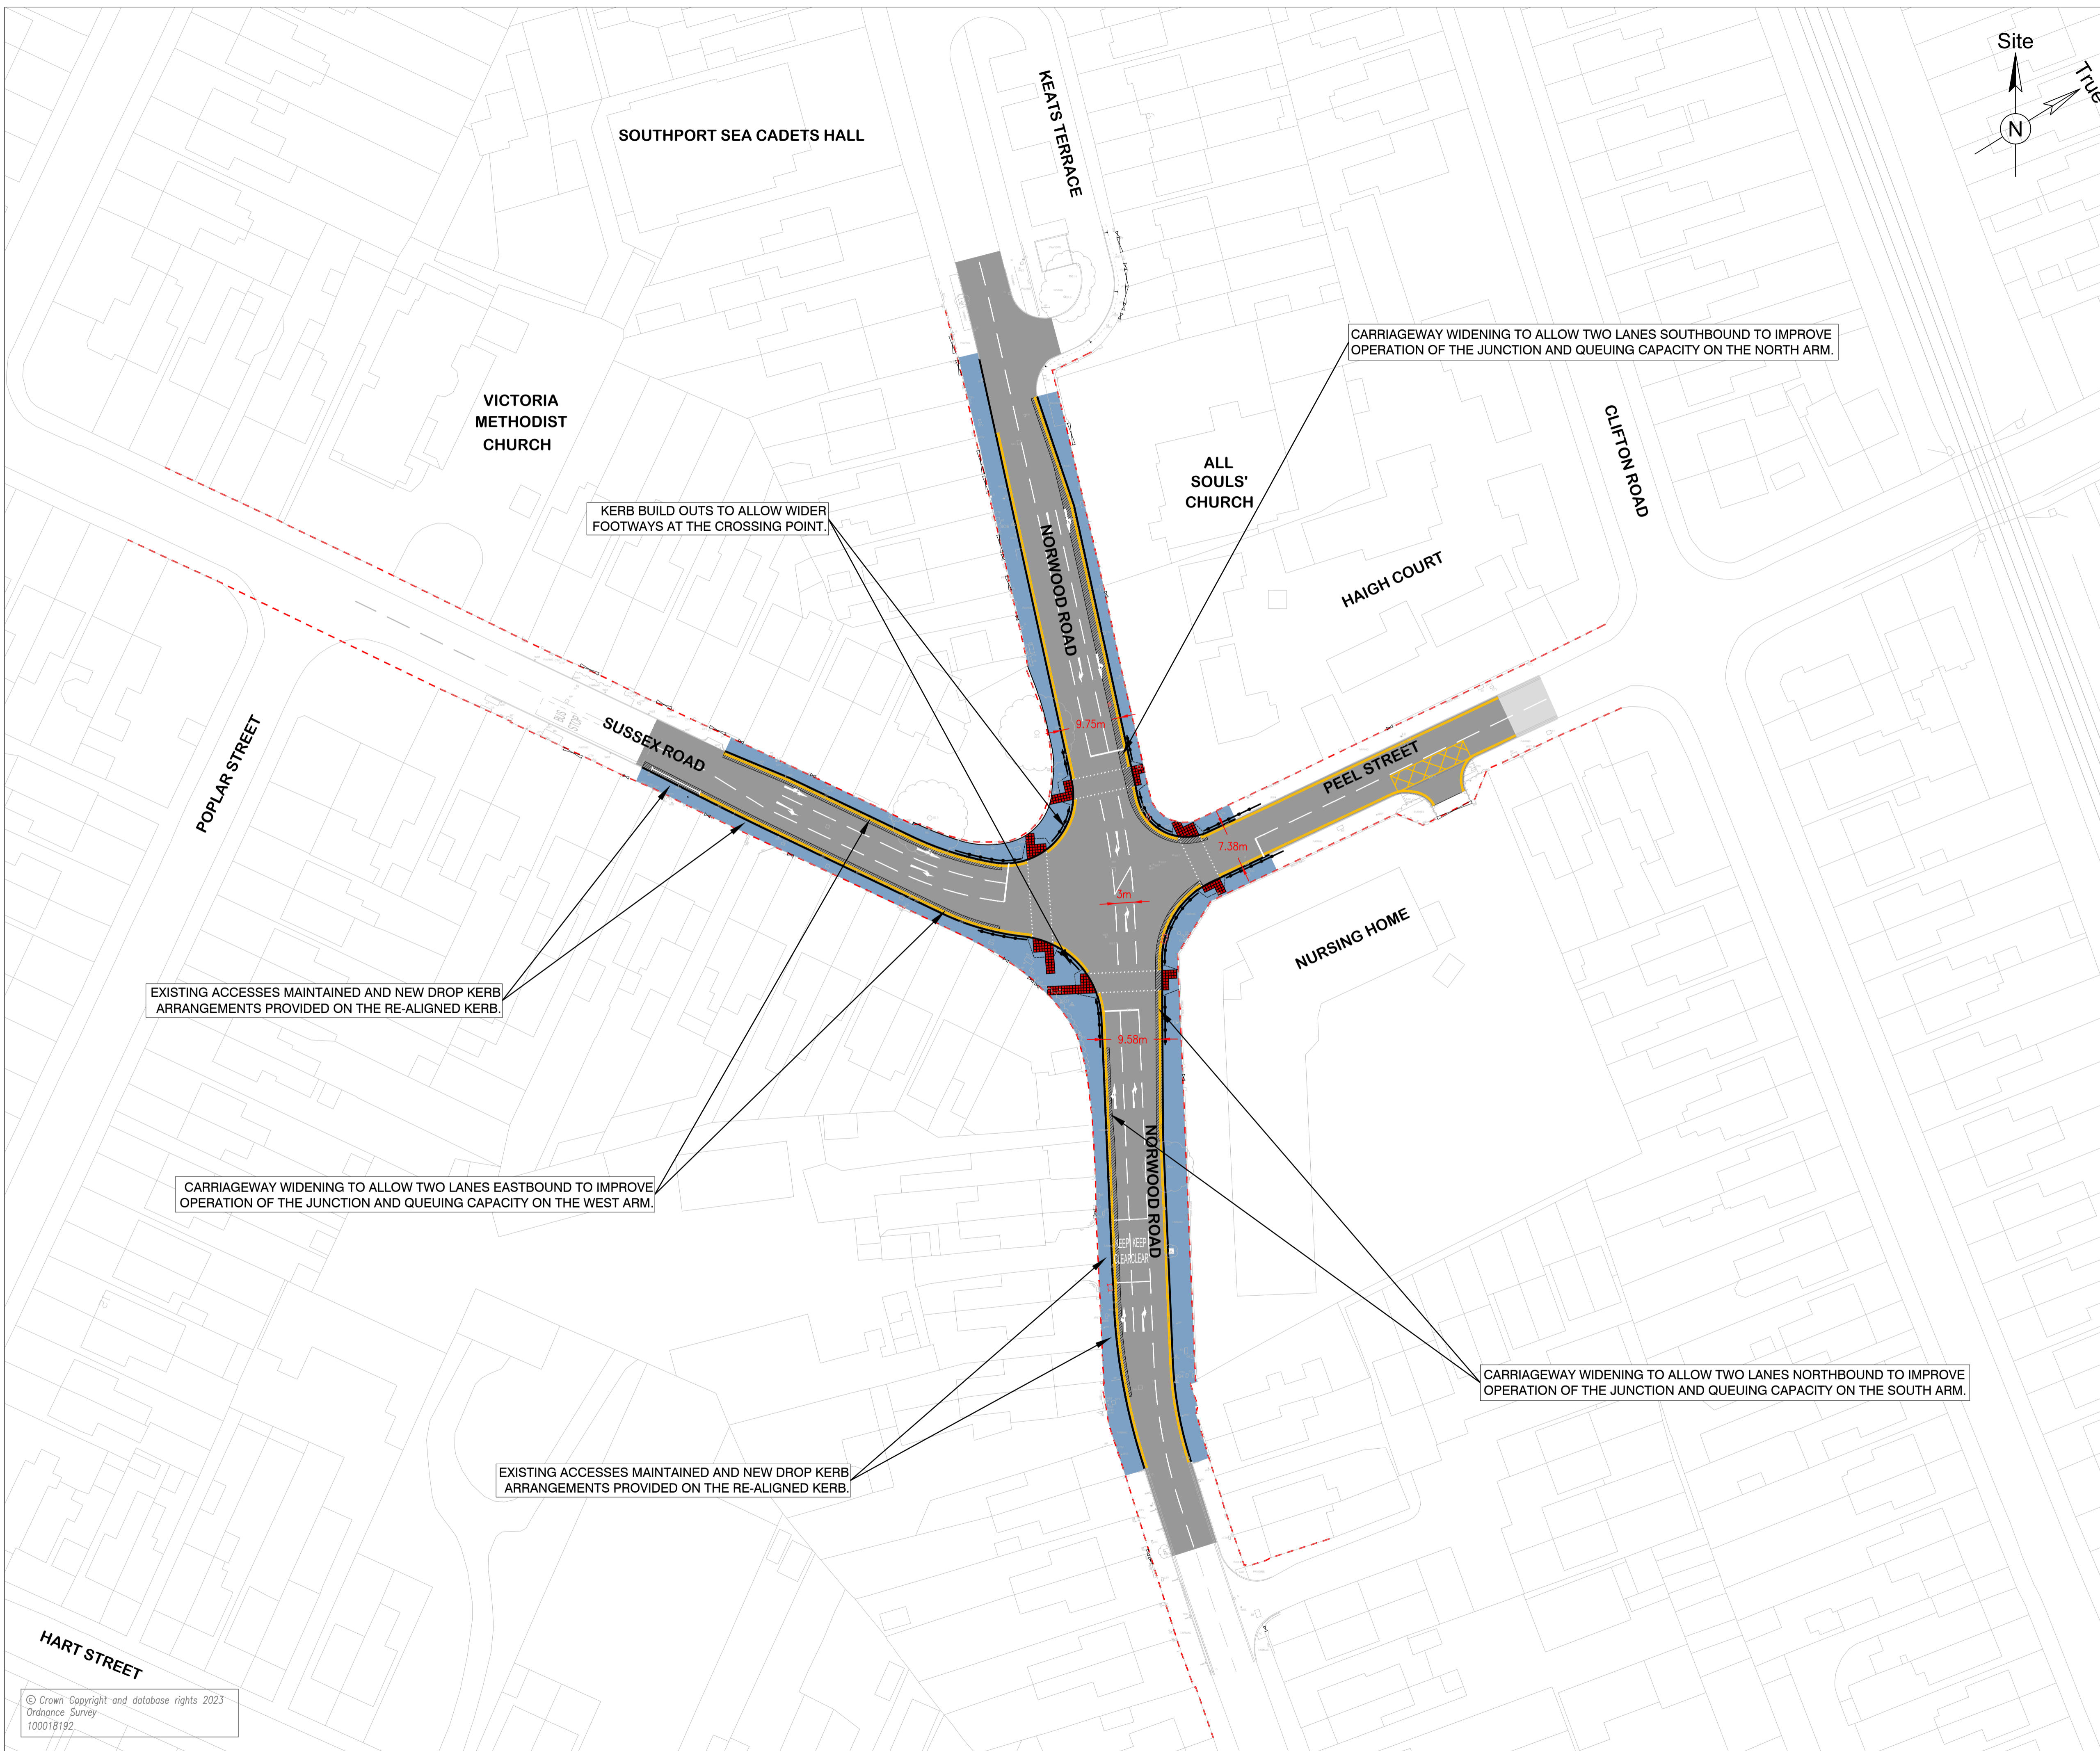 Site
True
N
KEATS TERRACE
SOUTHPORT SEA CADETS HALL
CARRIAGEWAY WIDENING TO ALLOW TWO LANES SOUTHBOUND TO IMPROVE
OPERATION OF THE JUNCTION AND QUEUING CAPACITY ON THE NORTH ARM.
VICTORIA
METHODIST
CHURCH
ALL
SOULS'
CHURCH
CLIFTON ROAD
KERB BUILD OUTS TO ALLOW WIDER
FOOTWAYS AT THE CROSSING POINT.
NORWOOD ROAD
HAIGH COURT
BUS
STOP
SUSSEX ROAD
POPLAR STREET
9.75m
PEEL STREET
7.38m
3m
NURSING HOME
EXISTING ACCESSES MAINTAINED AND NEW DROP KERB
ARRANGEMENTS PROVIDED ON THE RE-ALIGNED KERB.
9.58m
NORWOOD ROAD
CARRIAGEWAY WIDENING TO ALLOW TWO LANES EASTBOUND TO IMPROVE
OPERATION OF THE JUNCTION AND QUEUING CAPACITY ON THE WEST ARM.
KEEP KEEP
CLEAR CLEAR
CARRIAGEWAY WIDENING TO ALLOW TWO LANES NORTHBOUND TO IMPROVE
OPERATION OF THE JUNCTION AND QUEUING CAPACITY ON THE SOUTH ARM.
EXISTING ACCESSES MAINTAINED AND NEW DROP KERB
ARRANGEMENTS PROVIDED ON THE RE-ALIGNED KERB.
HART STREET
© Crown Copyright and database rights 2023
Ordnance Survey
100018192